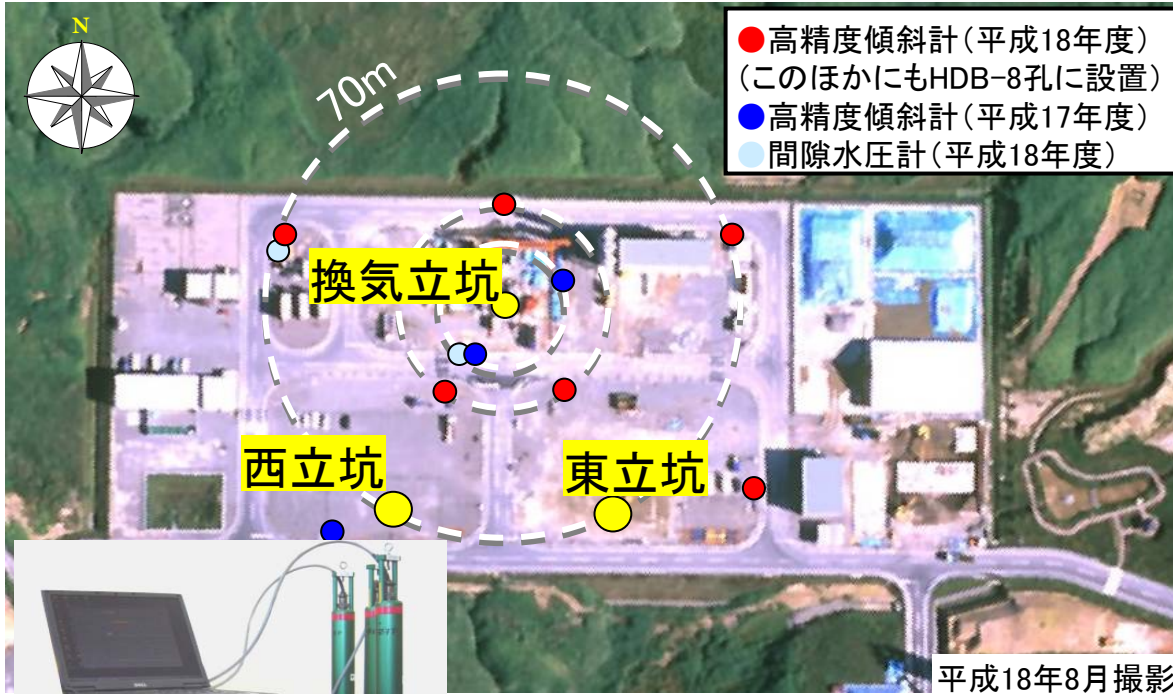 N
●高精度傾斜計(平成18年度)
(このほかにもHDB-8孔に設置)
●高精度傾斜計(平成17年度)
●間隙水圧計(平成18年度)
70m
換気立坑
西立坑
東立坑
平成18年8月撮影